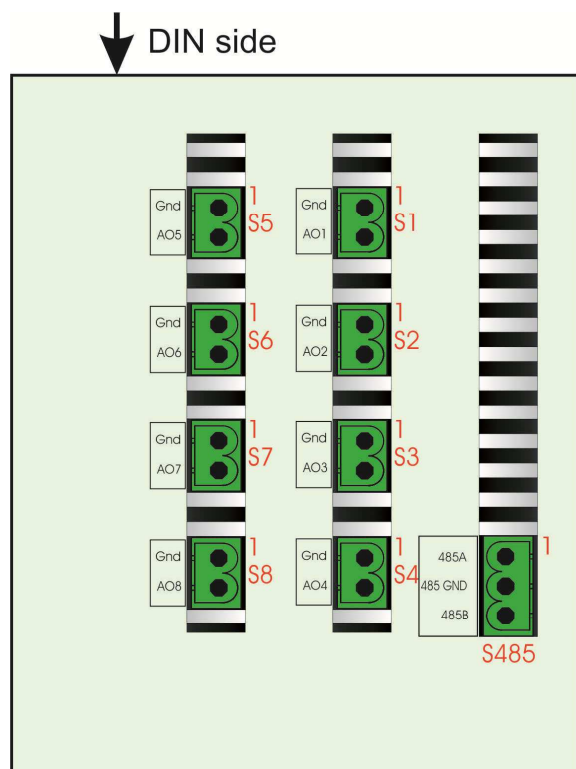 DIN side
Gnd
AO5
1
S5
Gnd
AO1
1
S1
Gnd
AO6
1
S6
Gnd
AO2
1
S2
Gnd
AO7
1
S7
Gnd
AO3
1
S3
Gnd
AO8
1
S8
Gnd
AO4
1
S4
485A
485 GND
485B
1
S485